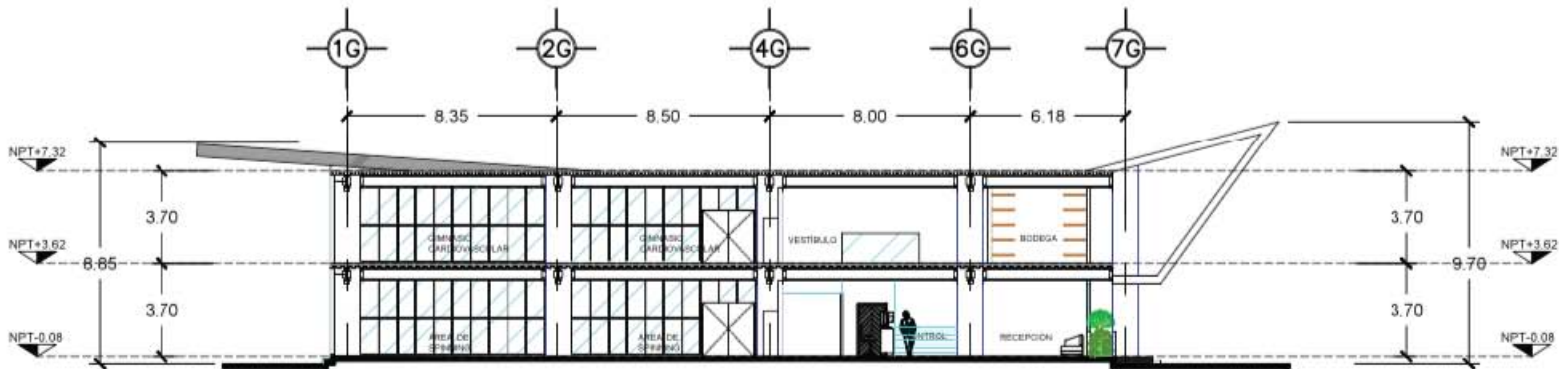 1G 2G 4G 6G 7G
8.35 8.50 8.00 6.18
NPT+7.32 NPT+7.32
3.70 3.70
GIMNASIO GIMNASIO VESTÍBULO BODEGA
CARDIOVASCULAR CARDIOVASCULAR
NPT+3.62 NPT+3.62
8.85 9.70
3.70 3.70
NPT-0.08 NPT-0.08
AREA DE AREA DE CONTROL RECEPCIÓN
SPINNING SPINNING